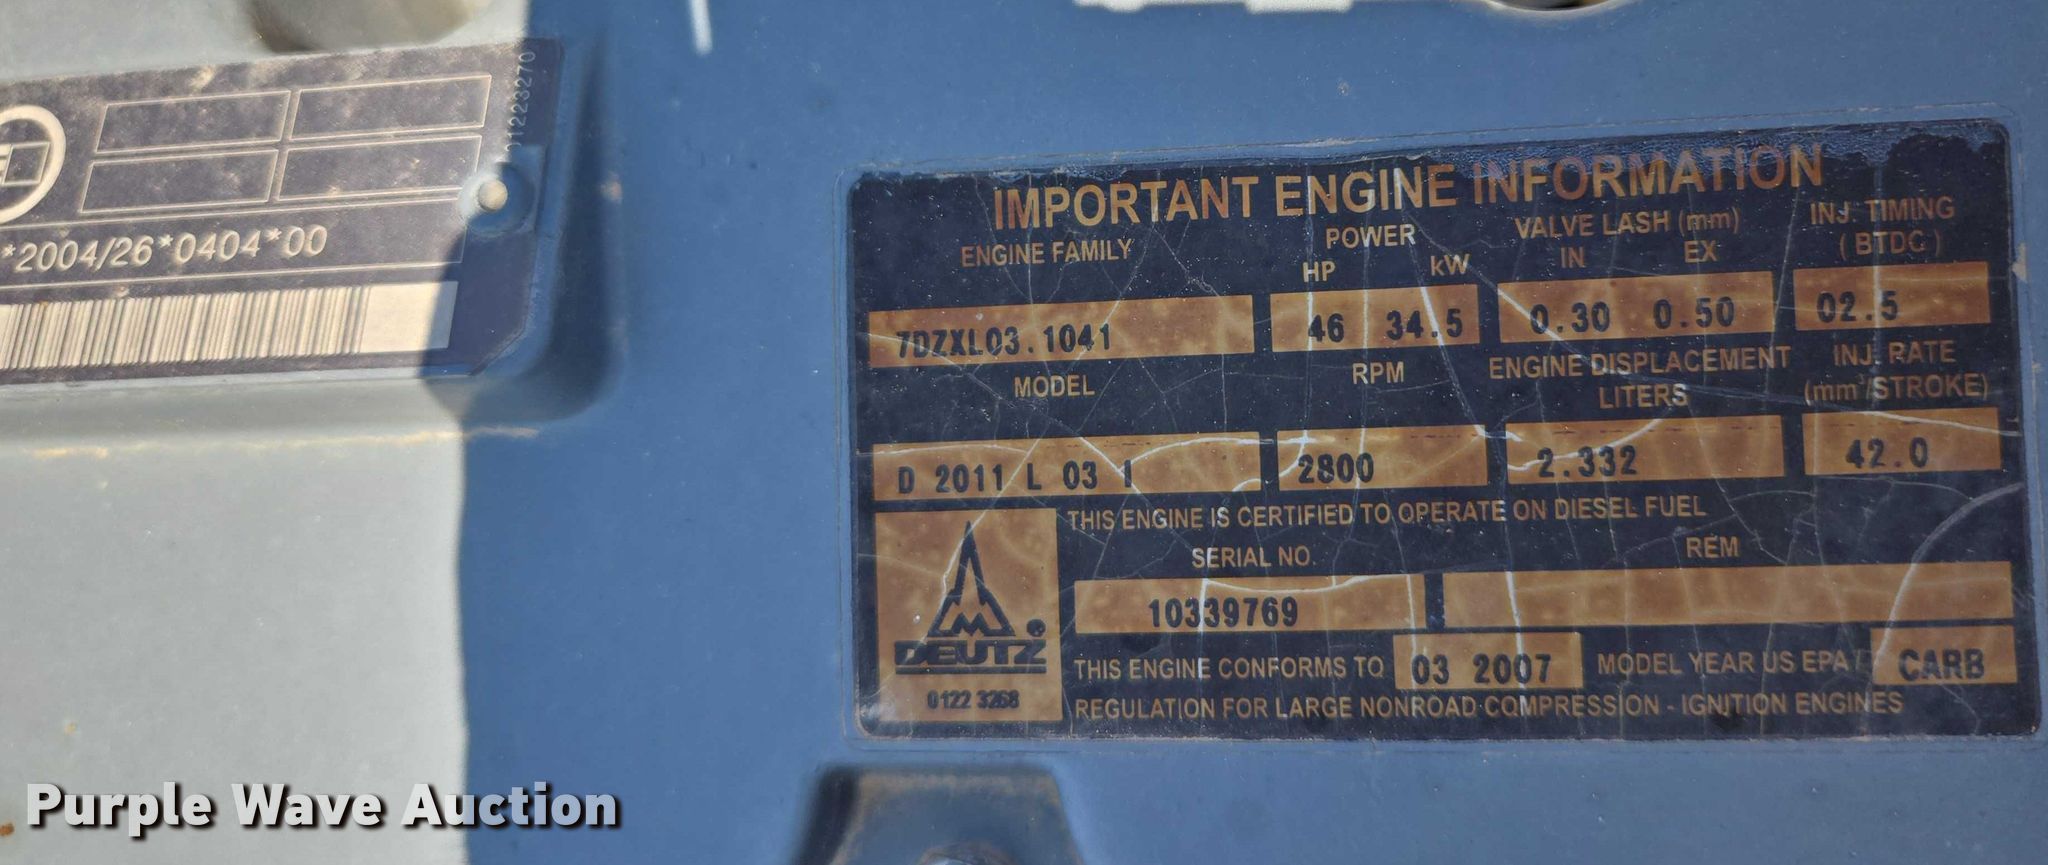 01223270
*2004/26*0404*00
IMPORTANT ENGINE INFORMATION
ENGINE FAMILY
POWER
HP kW
VALVE LASH (mm)
IN EX
INJ. TIMING
( BTDC )
7DZXL03.1041
46 34.5
0.30 0.50
02.5
MODEL
RPM
ENGINE DISPLACEMENT
LITERS
INJ. RATE
(mm³/STROKE)
D 2011 L 03 I
2800
2.332
42.0
THIS ENGINE IS CERTIFIED TO OPERATE ON DIESEL FUEL
SERIAL NO.
REM
10339769
DEUTZ
0122 3268
THIS ENGINE CONFORMS TO 03 2007 MODEL YEAR US EPA / CARB
REGULATION FOR LARGE NONROAD COMPRESSION - IGNITION ENGINES
Purple Wave Auction